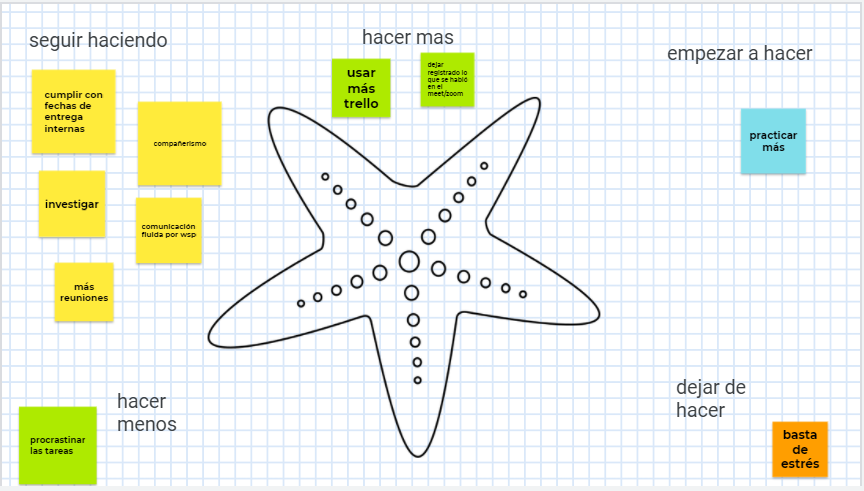 seguir haciendo
cumplir con
fechas de
entrega
internas
compañerismo
investigar
comunicación
fluida por wsp
más
reuniones
hacer mas
usar
más
trello
dejar
registrado lo
que se habló
en el
meet/zoom
empezar a hacer
practicar
más
hacer
menos
procrastinar
las tareas
dejar de
hacer
basta
de
estrés